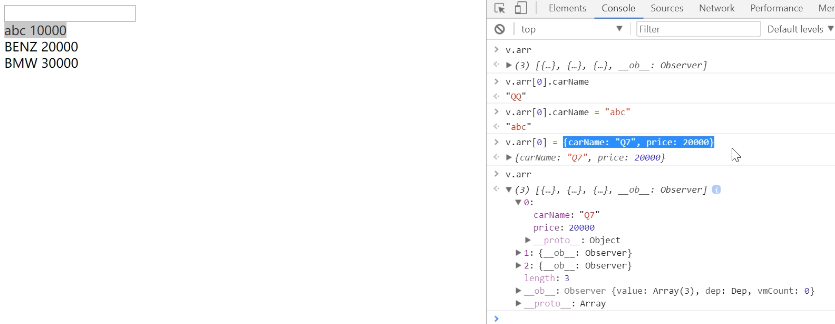 abc 10000
BENZ 20000
BMW 30000
Elements Console Sources Network Performance Mem
top Filter Default levels
v.arr
(3) [{…}, {…}, {…}, __ob__: Observer]
v.arr[0].carName
"QQ"
v.arr[0].carName = "abc"
"abc"
v.arr[0] = {carName: "Q7", price: 20000}
{carName: "Q7", price: 20000}
v.arr
(3) [{…}, {…}, {…}, __ob__: Observer]
0:
carName: "Q7"
price: 20000
__proto__: Object
1: {__ob__: Observer}
2: {__ob__: Observer}
length: 3
__ob__: Observer {value: Array(3), dep: Dep, vmCount: 0}
__proto__: Array